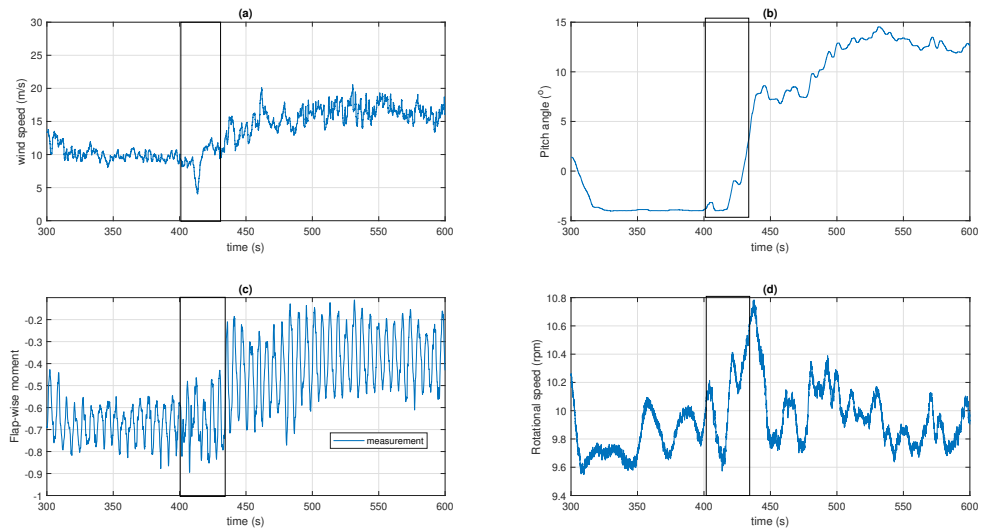 (a)
30
25
20
15
10
5
0
wind speed (m/s)
300 350 400 450 500 550 600
time (s)
(b)
15
10
5
0
-5
Pitch angle (°)
300 350 400 450 500 550 600
time (s)
(c)
-0.2
-0.3
-0.4
-0.5
-0.6
-0.7
-0.8
-0.9
-1
Flap-wise moment
measurement
300 350 400 450 500 550 600
time (s)
(d)
10.8
10.6
10.4
10.2
10.0
9.8
9.6
9.4
Rotational speed (rpm)
300 350 400 450 500 550 600
time (s)